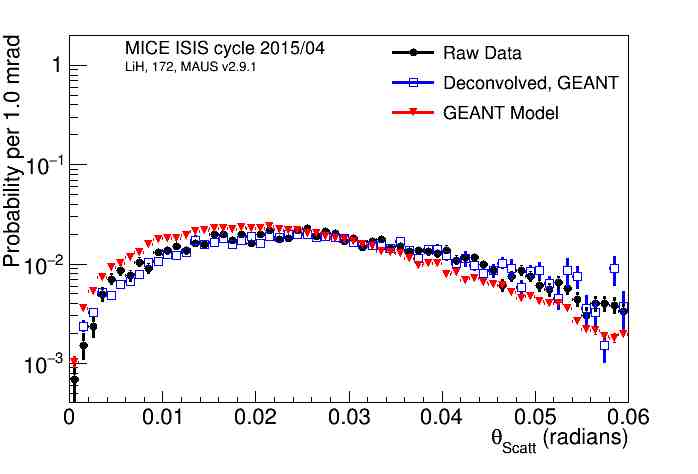 MICE ISIS cycle 2015/04
LiH, 172, MAUS v2.9.1
Raw Data
Deconvolved, GEANT
GEANT Model
Probability per 1.0 mrad
1
10⁻¹
10⁻²
10⁻³
0 0.01 0.02 0.03 0.04 0.05 0.06
θ_Scatt (radians)